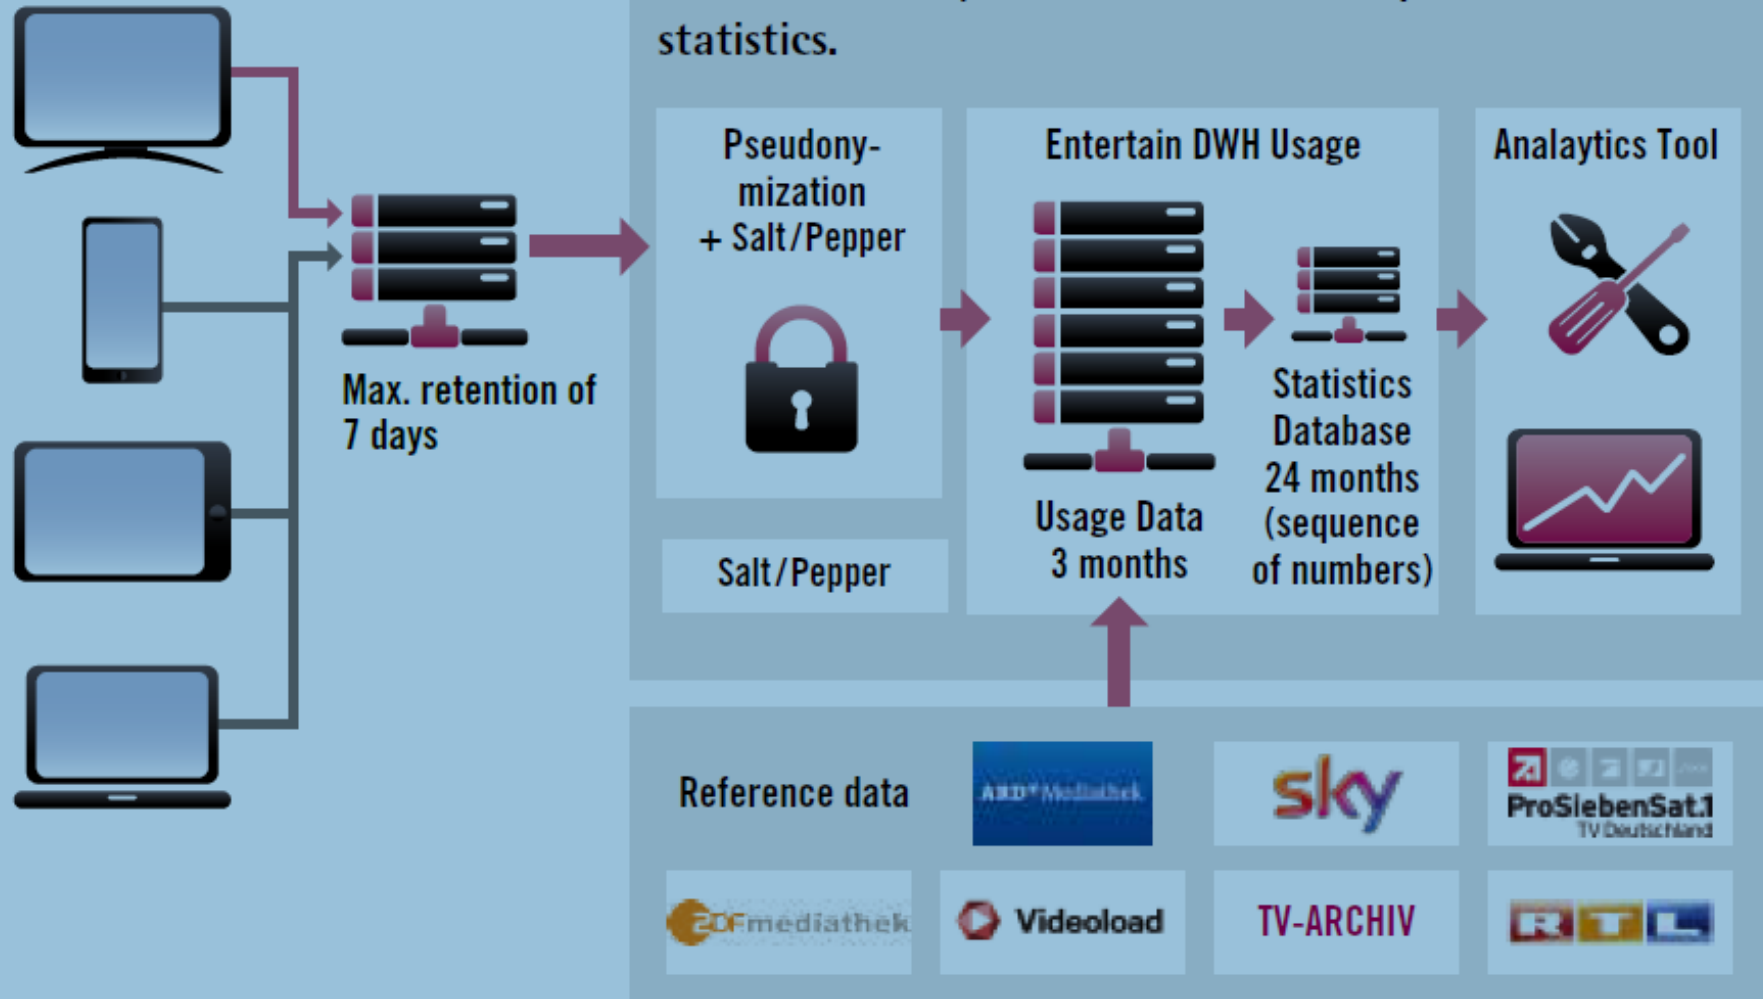 statistics.
Pseudony-
mization
+ Salt/Pepper
Entertain DWH Usage
Analaytics Tool
Max. retention of
7 days
Statistics
Database
24 months
(sequence
of numbers)
Usage Data
3 months
Salt/Pepper
Reference data
ARD Mediathek
sky
ProSiebenSat.1
TV Deutschland
ZDFmediathek
Videoload
TV-ARCHIV
RTL